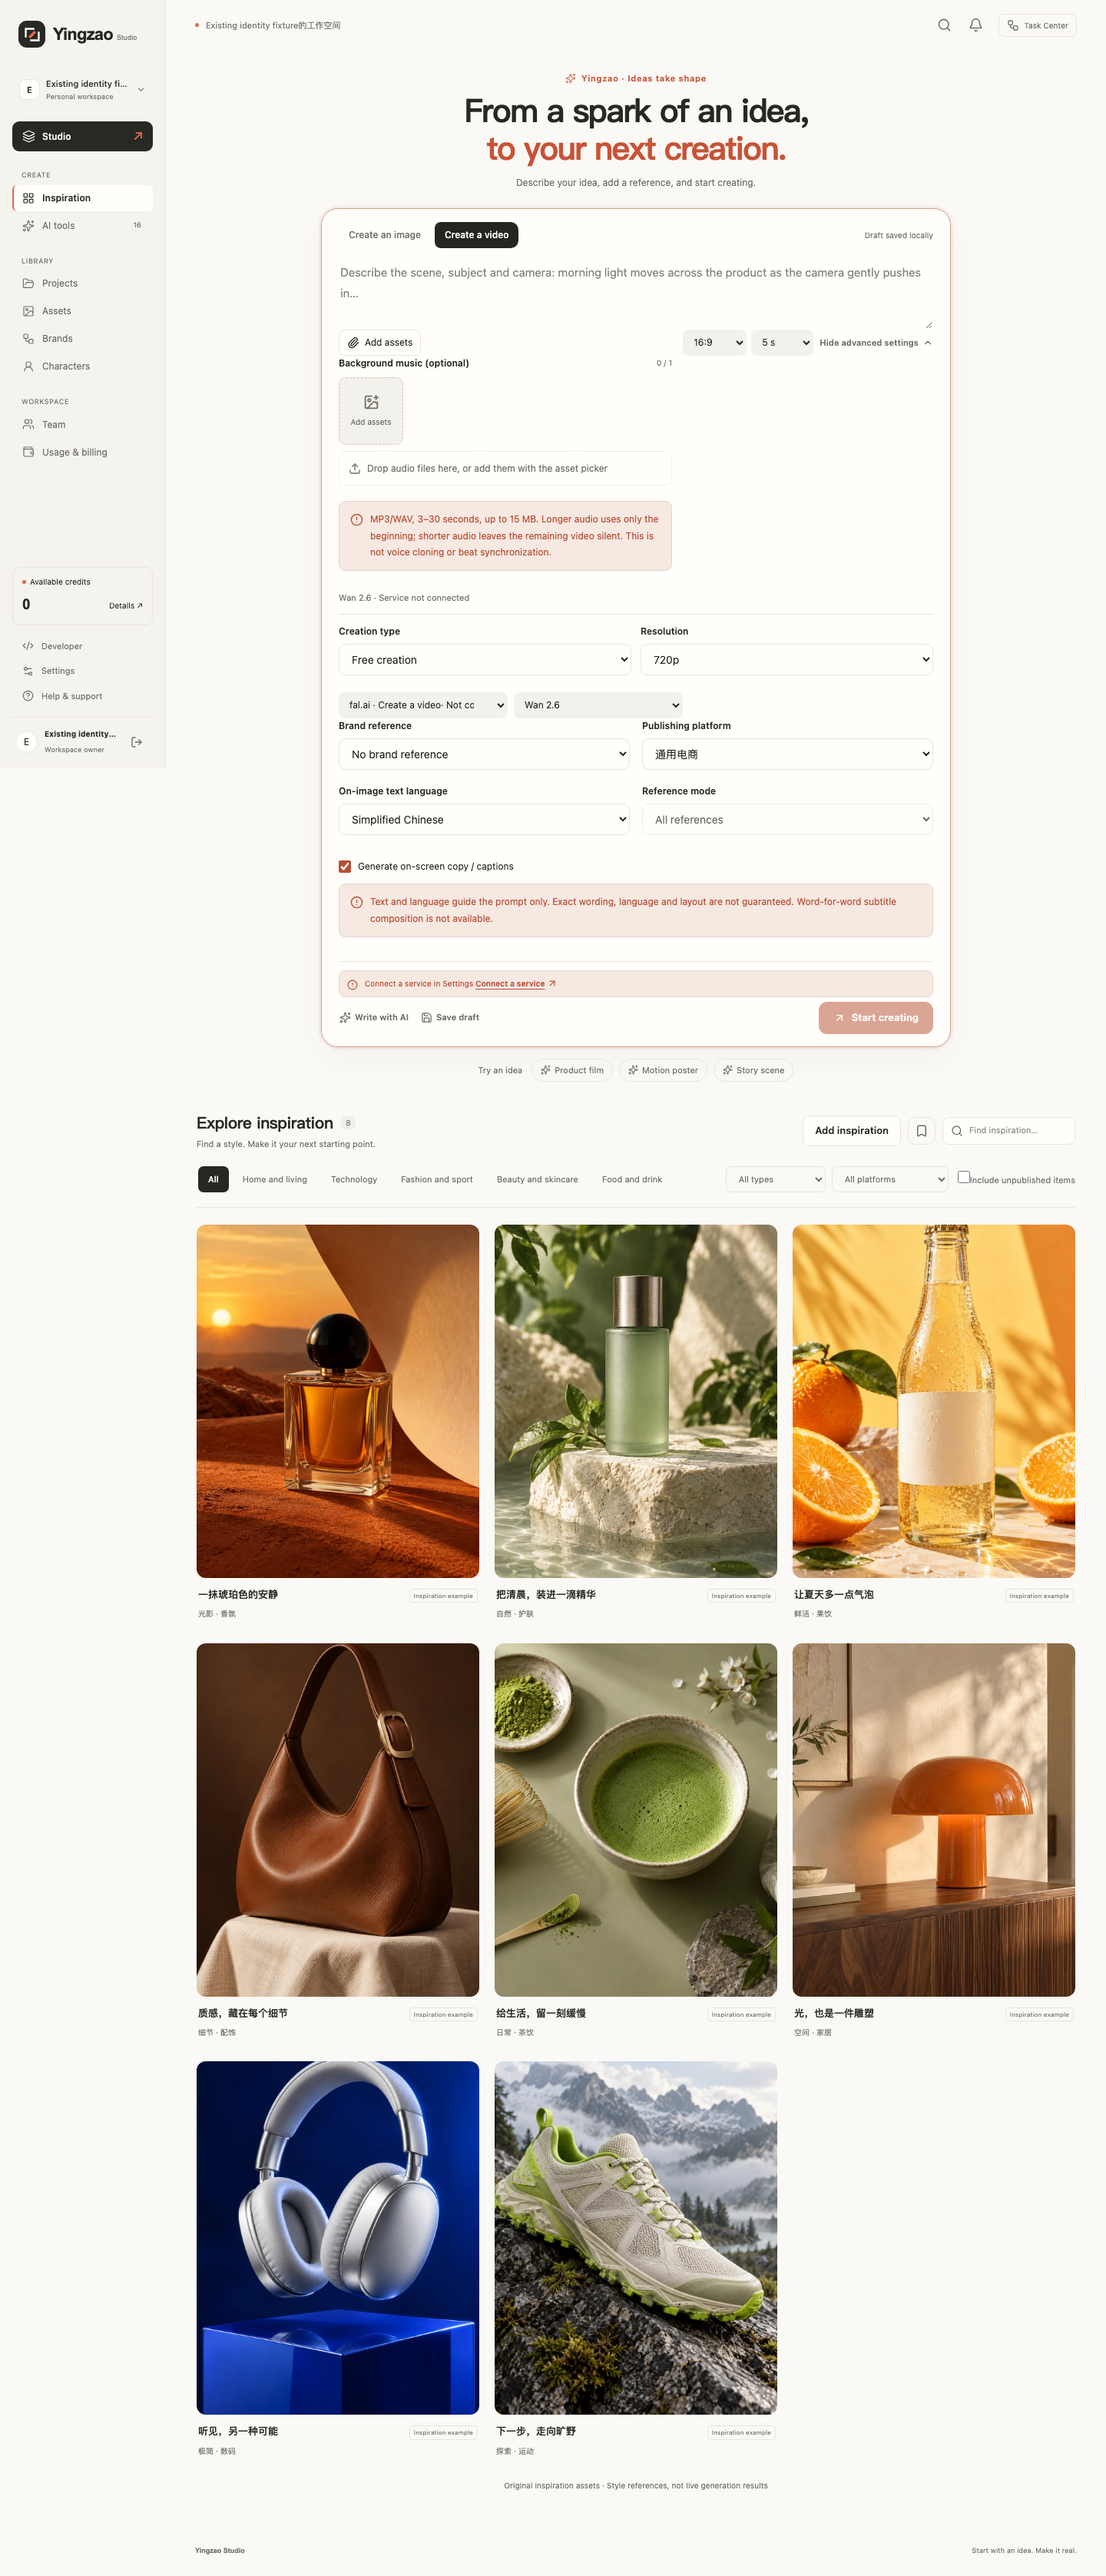 Yingzao Studio
E
Existing identity fi...
Personal workspace
Studio
CREATE
Inspiration
AI tools
16
LIBRARY
Projects
Assets
Brands
Characters
WORKSPACE
Team
Usage & billing
Available credits
0
Details ↗
Developer
Settings
Help & support
E
Existing identity...
Workspace owner
Existing identity fixture的工作空间
Task Center
Yingzao · Ideas take shape
From a spark of an idea,
to your next creation.
Describe your idea, add a reference, and start creating.
Create an image
Create a video
Draft saved locally
Describe the scene, subject and camera: morning light moves across the product as the camera gently pushes
in...
Add assets
16:9
5 s
Hide advanced settings
Background music (optional)
0 / 1
Add assets
Drop audio files here, or add them with the asset picker
MP3/WAV, 3–30 seconds, up to 15 MB. Longer audio uses only the
beginning; shorter audio leaves the remaining video silent. This is
not voice cloning or beat synchronization.
Wan 2.6 · Service not connected
Creation type
Resolution
Free creation
720p
fal.ai · Create a video· Not cc
Wan 2.6
Brand reference
Publishing platform
No brand reference
通用电商
On-image text language
Reference mode
Simplified Chinese
All references
Generate on-screen copy / captions
Text and language guide the prompt only. Exact wording, language and layout are not guaranteed. Word-for-word subtitle
composition is not available.
Connect a service in Settings Connect a service
Write with AI
Save draft
Start creating
Try an idea
Product film
Motion poster
Story scene
Explore inspiration
8
Find a style. Make it your next starting point.
Add inspiration
Find inspiration...
All
Home and living
Technology
Fashion and sport
Beauty and skincare
Food and drink
All types
All platforms
Include unpublished items
一抹琥珀色的安静
Inspiration example
光影 · 香氛
把清晨，装进一滴精华
Inspiration example
自然 · 护肤
让夏天多一点气泡
Inspiration example
鲜活 · 果饮
质感，藏在每个细节
Inspiration example
细节 · 配饰
给生活，留一刻缓慢
Inspiration example
日常 · 茶饮
光，也是一件雕塑
Inspiration example
空间 · 家居
听见，另一种可能
Inspiration example
极简 · 数码
下一步，走向旷野
Inspiration example
探索 · 运动
Original inspiration assets · Style references, not live generation results
Yingzao Studio
Start with an idea. Make it real.